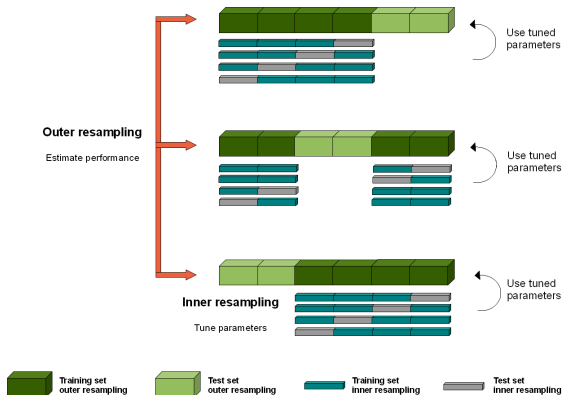 Use tuned
parameters
Outer resampling
Estimate performance
Use tuned
parameters
Inner resampling
Tune parameters
Use tuned
parameters
Training set
outer resampling
Test set
outer resampling
Training set
inner resampling
Test set
inner resampling